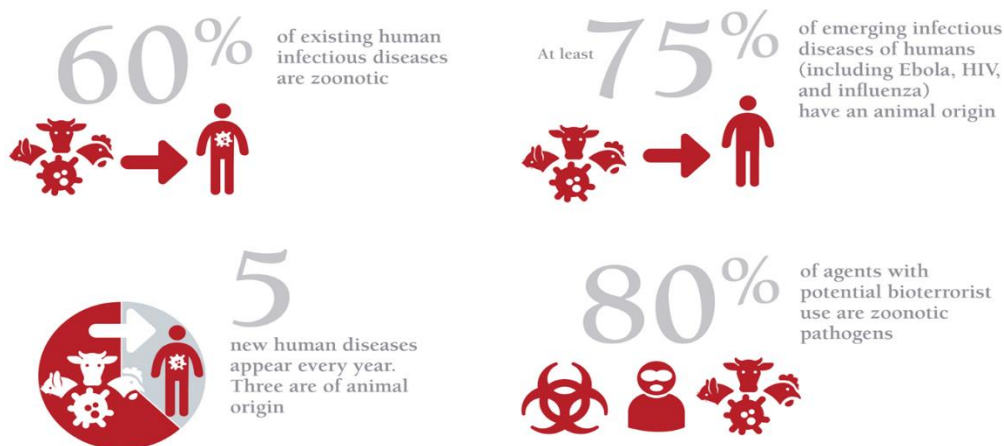 60%
of existing human
infectious diseases
are zoonotic
At least 75%
of emerging infectious
diseases of humans
(including Ebola, HIV,
and influenza)
have an animal origin
5
new human diseases
appear every year.
Three are of animal
origin
80%
of agents with
potential bioterrorist
use are zoonotic
pathogens